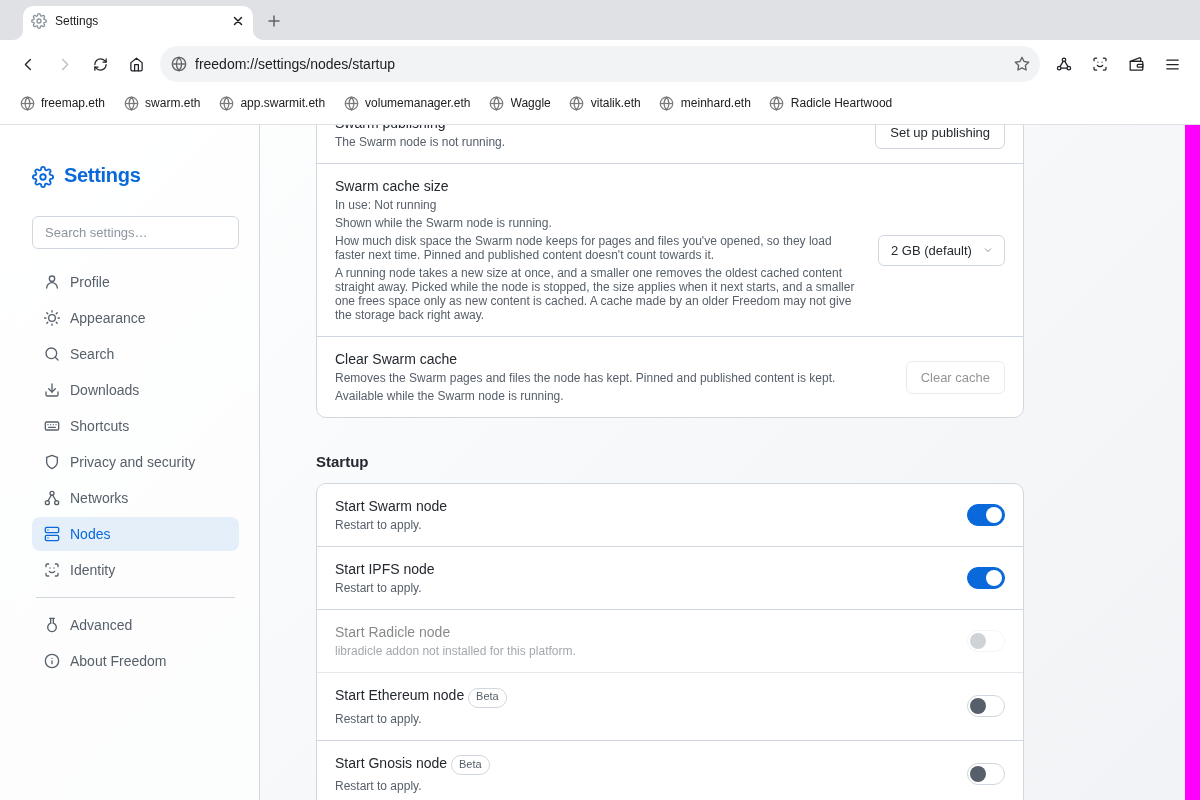 Settings
freedom://settings/nodes/startup
freemap.eth
swarm.eth
app.swarmit.eth
volumemanager.eth
Waggle
vitalik.eth
meinhard.eth
Radicle Heartwood
Settings
Search settings…
Profile
Appearance
Search
Downloads
Shortcuts
Privacy and security
Networks
Nodes
Identity
Advanced
About Freedom
Swarm publishing
The Swarm node is not running.
Set up publishing
Swarm cache size
In use: Not running
Shown while the Swarm node is running.
How much disk space the Swarm node keeps for pages and files you've opened, so they load
faster next time. Pinned and published content doesn't count towards it.
A running node takes a new size at once, and a smaller one removes the oldest cached content
straight away. Picked while the node is stopped, the size applies when it next starts, and a smaller
one frees space only as new content is cached. A cache made by an older Freedom may not give
the storage back right away.
2 GB (default)
Clear Swarm cache
Removes the Swarm pages and files the node has kept. Pinned and published content is kept.
Available while the Swarm node is running.
Clear cache
Startup
Start Swarm node
Restart to apply.
Start IPFS node
Restart to apply.
Start Radicle node
libradicle addon not installed for this platform.
Start Ethereum node Beta
Restart to apply.
Start Gnosis node Beta
Restart to apply.